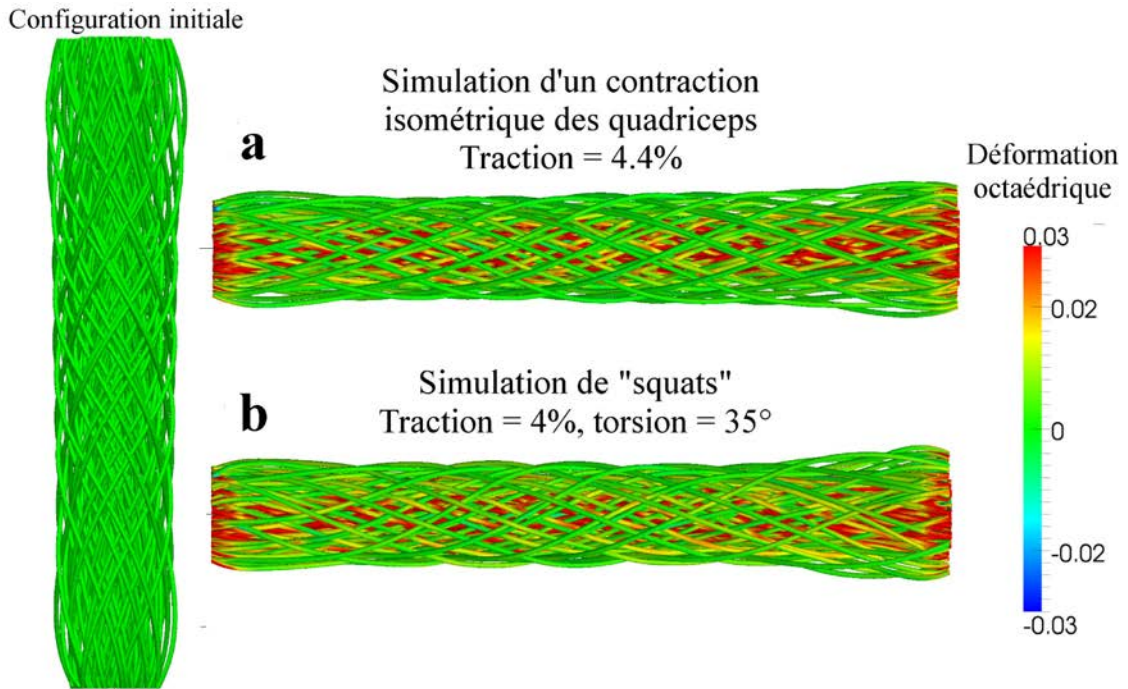 Configuration initiale
a
Simulation d'un contraction
isométrique des quadriceps
Traction = 4.4%
Déformation
octaédrique
0.03
0.02
0
-0.02
-0.03
b
Simulation de "squats"
Traction = 4%, torsion = 35°